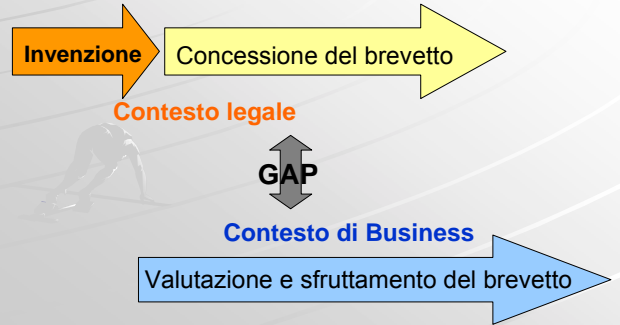 Invenzione
Concessione del brevetto
Contesto legale
GAP
Contesto di Business
Valutazione e sfruttamento del brevetto